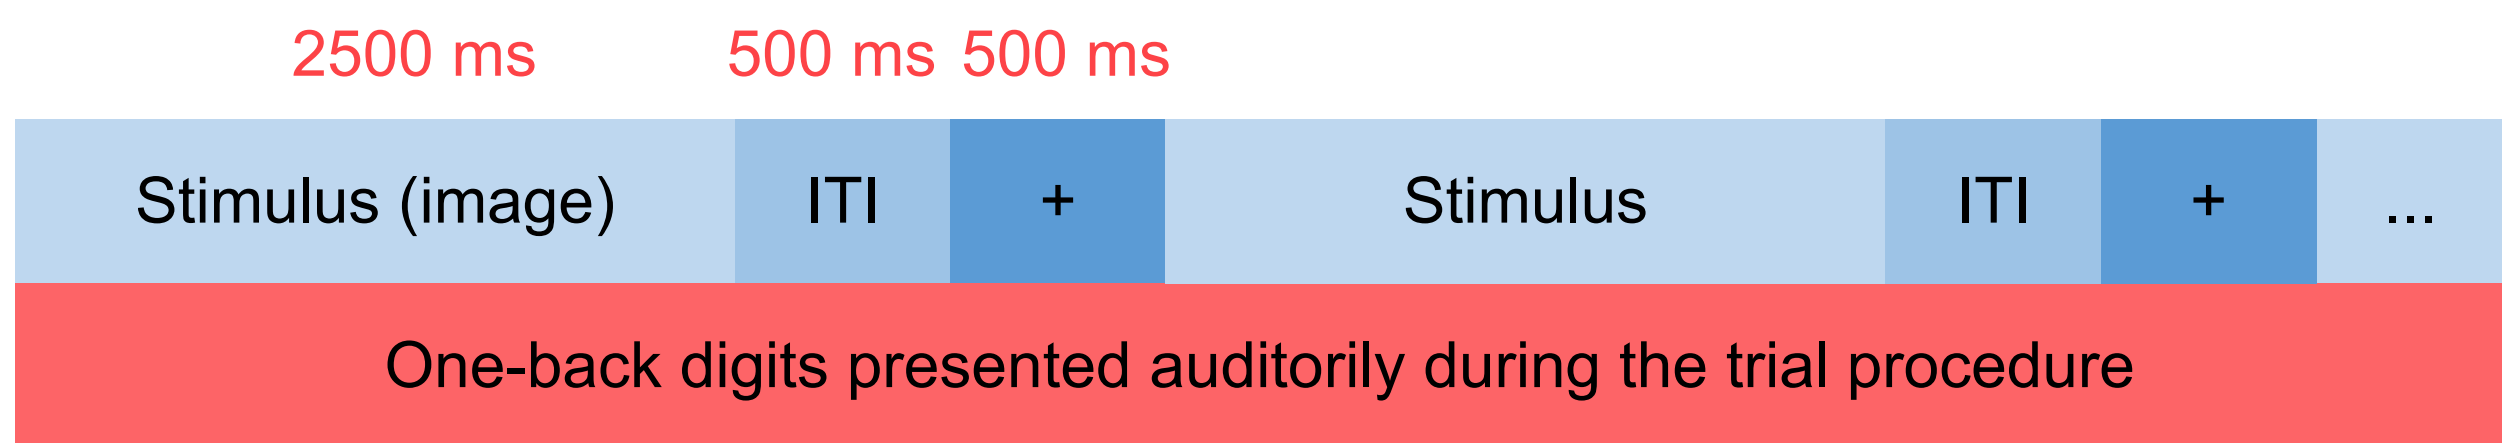 2500 ms 500 ms 500 ms
Stimulus (image) ITI + Stimulus ITI + ...
One-back digits presented auditorily during the trial procedure